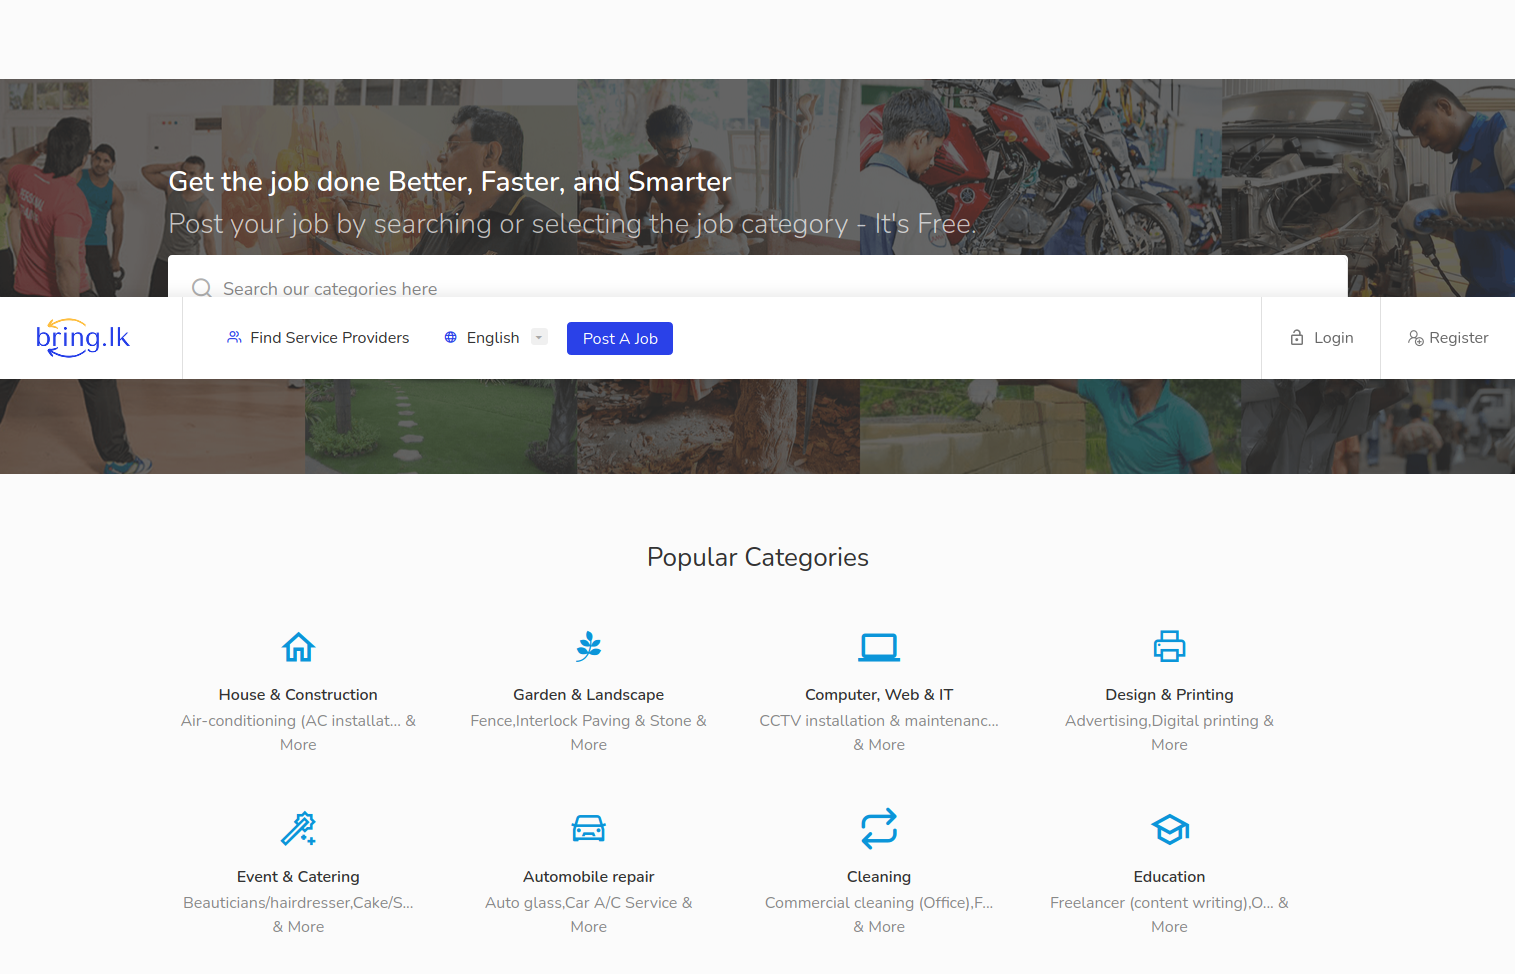 Get the job done Better, Faster, and Smarter
Post your job by searching or selecting the job category - It's Free.
Search our categories here
bring.lk
Find Service Providers
English
Post A Job
Login
Register
Popular Categories
House & Construction
Air-conditioning (AC installat... &
More
Garden & Landscape
Fence,Interlock Paving & Stone &
More
Computer, Web & IT
CCTV installation & maintenanc...
& More
Design & Printing
Advertising,Digital printing &
More
Event & Catering
Beauticians/hairdresser,Cake/S...
& More
Automobile repair
Auto glass,Car A/C Service &
More
Cleaning
Commercial cleaning (Office),F...
& More
Education
Freelancer (content writing),O... &
More